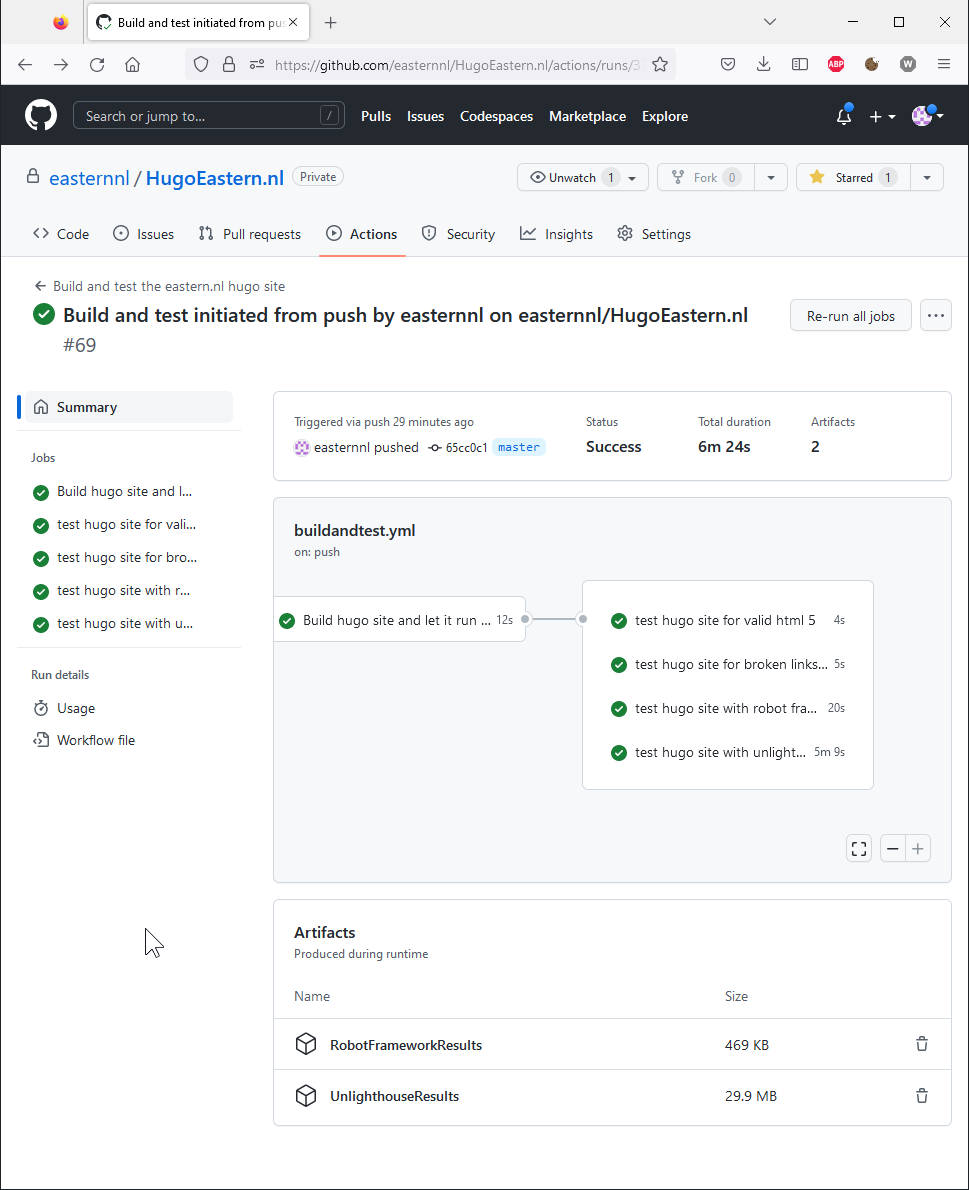 Build and test initiated from pus
https://github.com/easternnl/HugoEastern.nl/actions/runs/3
ABP
W
Search or jump to... /
Pulls Issues Codespaces Marketplace Explore
easternnl / HugoEastern.nl Private
Unwatch 1 Fork 0 Starred 1
Code Issues Pull requests Actions Security Insights Settings
Build and test the eastern.nl hugo site
Build and test initiated from push by easternnl on easternnl/HugoEastern.nl
#69
Re-run all jobs
Summary
Jobs
Build hugo site and l...
test hugo site for vali...
test hugo site for bro...
test hugo site with r...
test hugo site with u...
Run details
Usage
Workflow file
Triggered via push 29 minutes ago
easternnl pushed 65cc0c1 master
Status
Success
Total duration
6m 24s
Artifacts
2
buildandtest.yml
on: push
Build hugo site and let it run ... 12s
test hugo site for valid html 5 4s
test hugo site for broken links... 5s
test hugo site with robot fra... 20s
test hugo site with unlight... 5m 9s
Artifacts
Produced during runtime
Name Size
RobotFrameworkResults 469 KB
UnlighthouseResults 29.9 MB